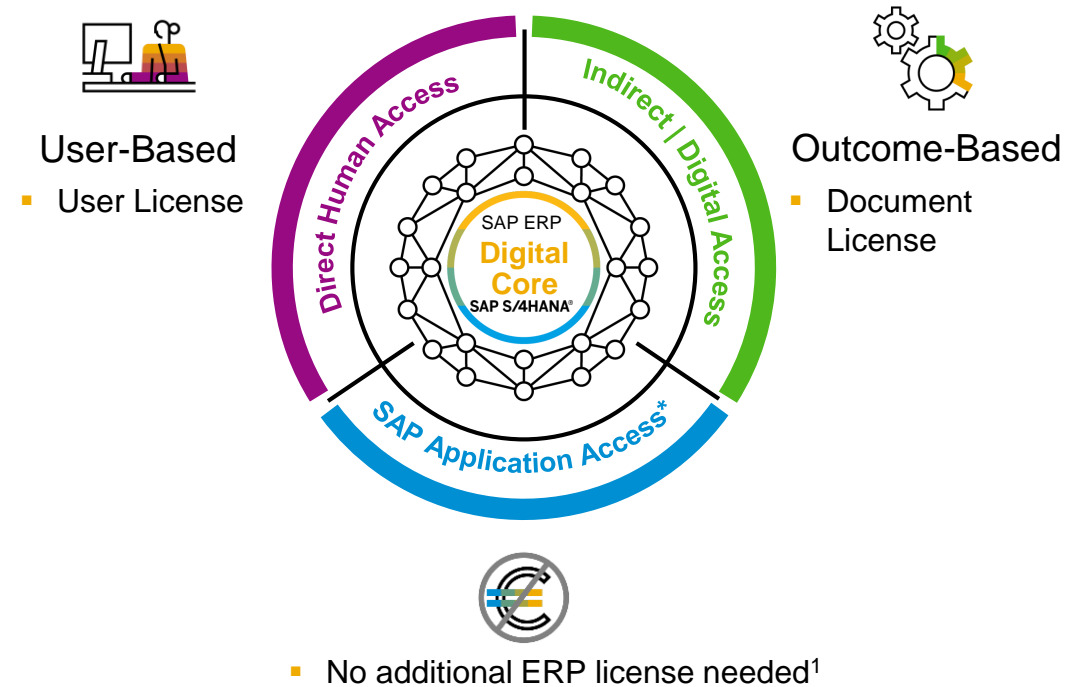 User-Based
▪ User License
Direct Human Access
Indirect | Digital Access
Outcome-Based
▪ Document
License
SAP ERP
Digital
Core
SAP S/4HANA®
SAP Application Access*
▪ No additional ERP license needed¹